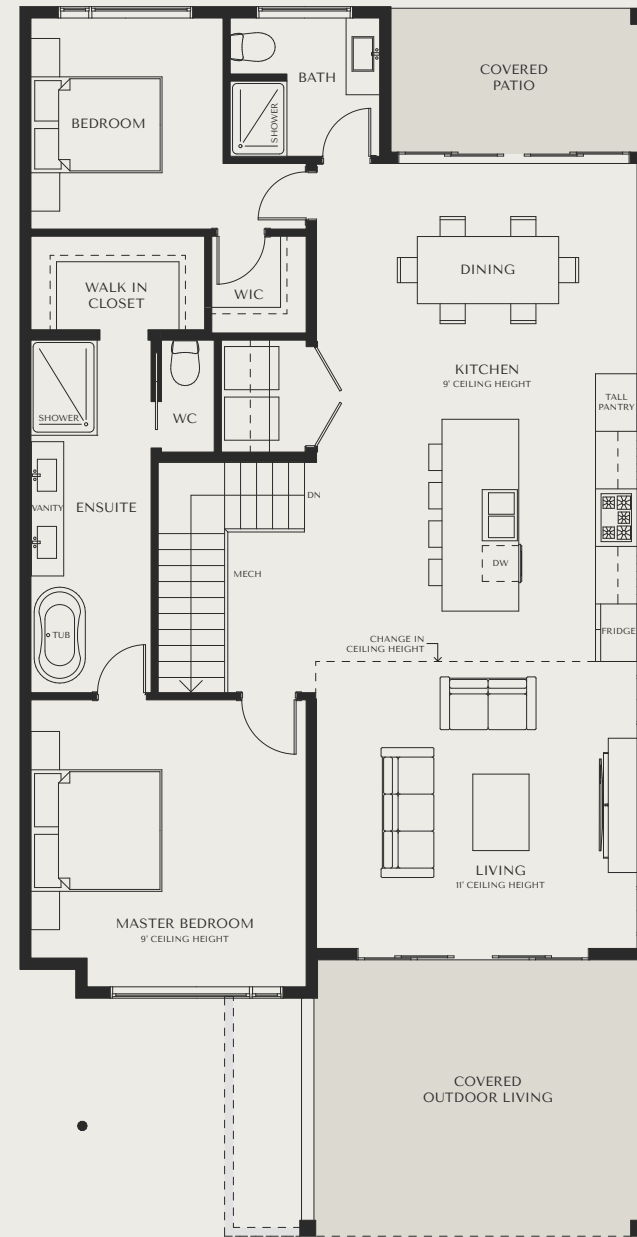 COVERED
PATIO
BATH
SHOWER
BEDROOM
DINING
WALK IN
CLOSET
WIC
KITCHEN
9' CEILING HEIGHT
TALL
PANTRY
SHOWER
WC
DN
VANITY
ENSUITE
DW
MECH
TUB
FRIDGE
CHANGE IN
CEILING HEIGHT
LIVING
11' CEILING HEIGHT
MASTER BEDROOM
9' CEILING HEIGHT
COVERED
OUTDOOR LIVING